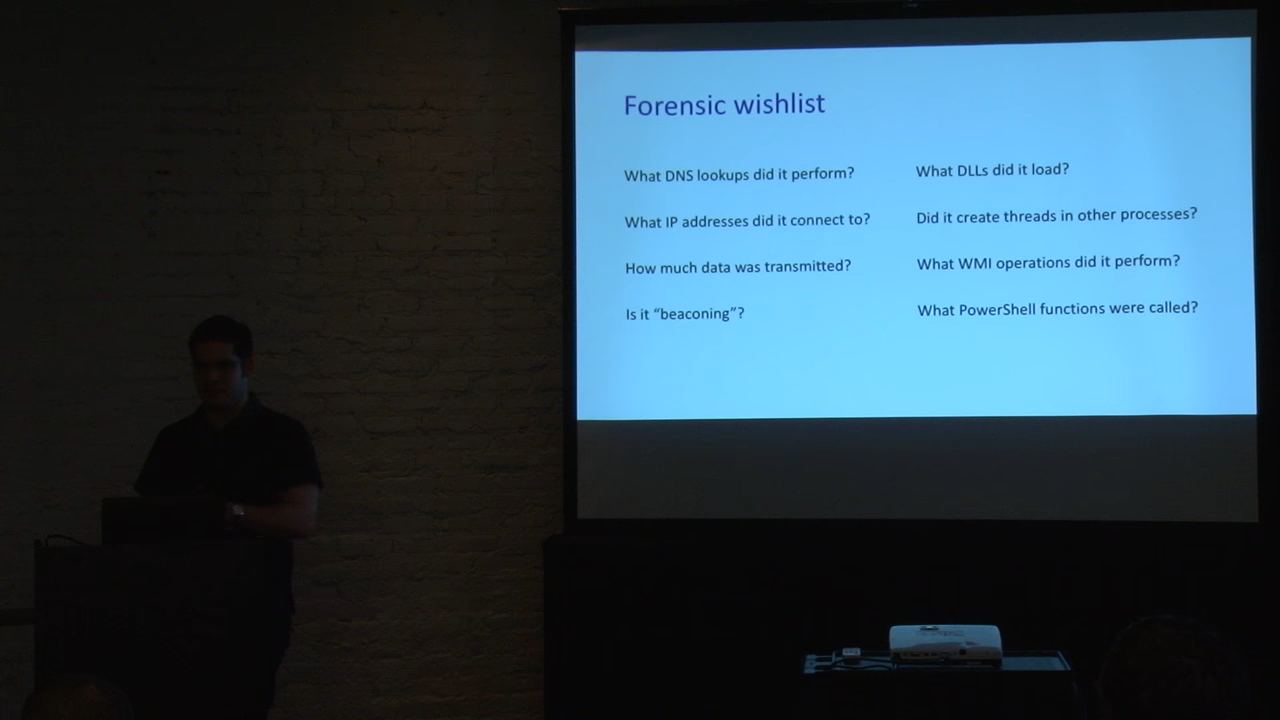 Forensic wishlist
What DNS lookups did it perform?
What IP addresses did it connect to?
How much data was transmitted?
Is it “beaconing”?
What DLLs did it load?
Did it create threads in other processes?
What WMI operations did it perform?
What PowerShell functions were called?